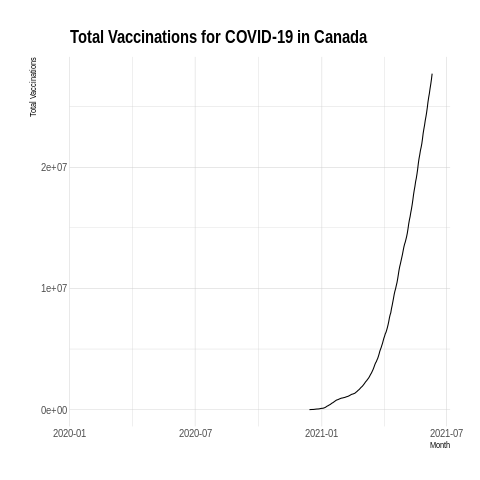 Total Vaccinations for COVID-19 in Canada
Total Vaccinations
2e+07
1e+07
0e+00
2020-01
2020-07
2021-01
2021-07
Month